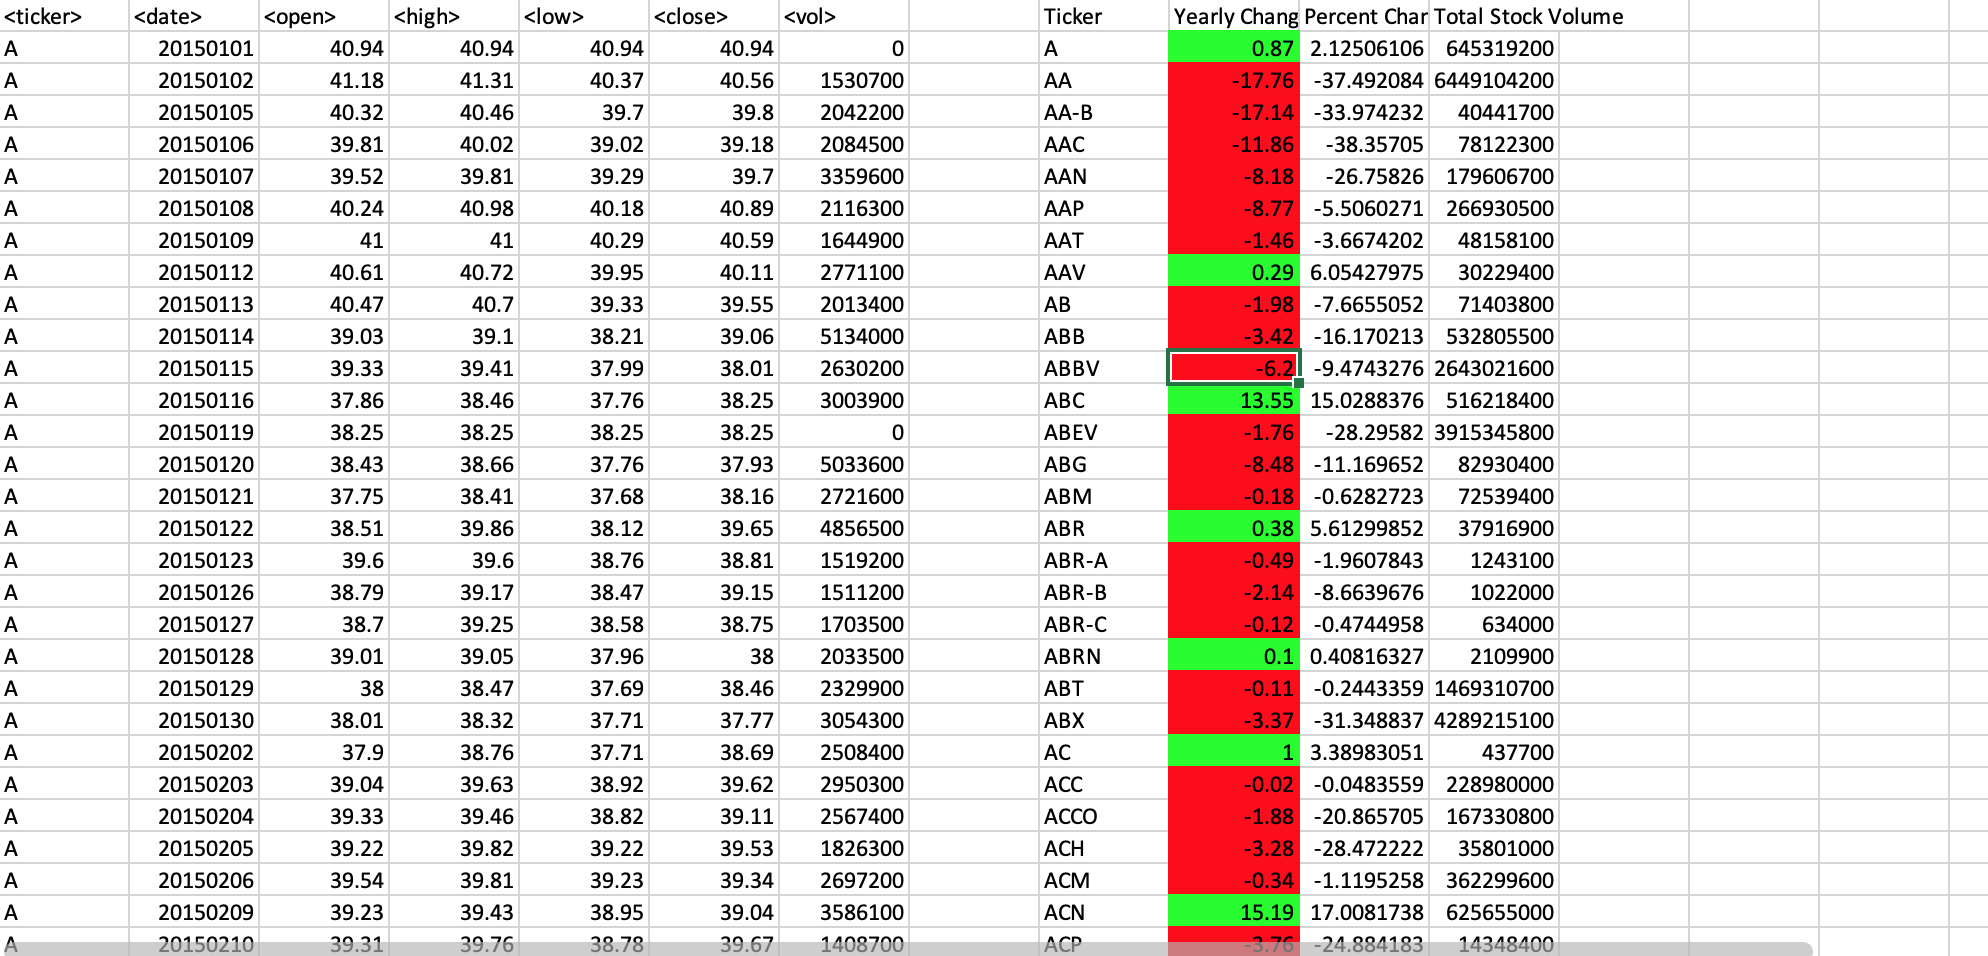 <ticker> <date> <open> <high> <low> <close> <vol> Ticker Yearly Chang Percent Char Total Stock Volume
A 20150101 40.94 40.94 40.94 40.94 0 A 0.87 2.12506106 645319200
A 20150102 41.18 41.31 40.37 40.56 1530700 AA -17.76 -37.492084 6449104200
A 20150105 40.32 40.46 39.7 39.8 2042200 AA-B -17.14 -33.974232 40441700
A 20150106 39.81 40.02 39.02 39.18 2084500 AAC -11.86 -38.35705 78122300
A 20150107 39.52 39.81 39.29 39.7 3359600 AAN -8.18 -26.75826 179606700
A 20150108 40.24 40.98 40.18 40.89 2116300 AAP -8.77 -5.5060271 266930500
A 20150109 41 41 40.29 40.59 1644900 AAT -1.46 -3.6674202 48158100
A 20150112 40.61 40.72 39.95 40.11 2771100 AAV 0.29 6.05427975 30229400
A 20150113 40.47 40.7 39.33 39.55 2013400 AB -1.98 -7.6655052 71403800
A 20150114 39.03 39.1 38.21 39.06 5134000 ABB -3.42 -16.170213 532805500
A 20150115 39.33 39.41 37.99 38.01 2630200 ABBV -6.2 -9.4743276 2643021600
A 20150116 37.86 38.46 37.76 38.25 3003900 ABC 13.55 15.0288376 516218400
A 20150119 38.25 38.25 38.25 38.25 0 ABEV -1.76 -28.29582 3915345800
A 20150120 38.43 38.66 37.76 37.93 5033600 ABG -8.48 -11.169652 82930400
A 20150121 37.75 38.41 37.68 38.16 2721600 ABM -0.18 -0.6282723 72539400
A 20150122 38.51 39.86 38.12 39.65 4856500 ABR 0.38 5.61299852 37916900
A 20150123 39.6 39.6 38.76 38.81 1519200 ABR-A -0.49 -1.9607843 1243100
A 20150126 38.79 39.17 38.47 39.15 1511200 ABR-B -2.14 -8.6639676 1022000
A 20150127 38.7 39.25 38.58 38.75 1703500 ABR-C -0.12 -0.4744958 634000
A 20150128 39.01 39.05 37.96 38 2033500 ABRN 0.1 0.40816327 2109900
A 20150129 38 38.47 37.69 38.46 2329900 ABT -0.11 -0.2443359 1469310700
A 20150130 38.01 38.32 37.71 37.77 3054300 ABX -3.37 -31.348837 4289215100
A 20150202 37.9 38.76 37.71 38.69 2508400 AC 1 3.38983051 437700
A 20150203 39.04 39.63 38.92 39.62 2950300 ACC -0.02 -0.0483559 228980000
A 20150204 39.33 39.46 38.82 39.11 2567400 ACCO -1.88 -20.865705 167330800
A 20150205 39.22 39.82 39.22 39.53 1826300 ACH -3.28 -28.472222 35801000
A 20150206 39.54 39.81 39.23 39.34 2697200 ACM -0.34 -1.1195258 362299600
A 20150209 39.23 39.43 38.95 39.04 3586100 ACN 15.19 17.0081738 625655000
A 20150210 39.31 39.76 38.78 39.67 1408700 ACP -3.76 -24.884183 14348400